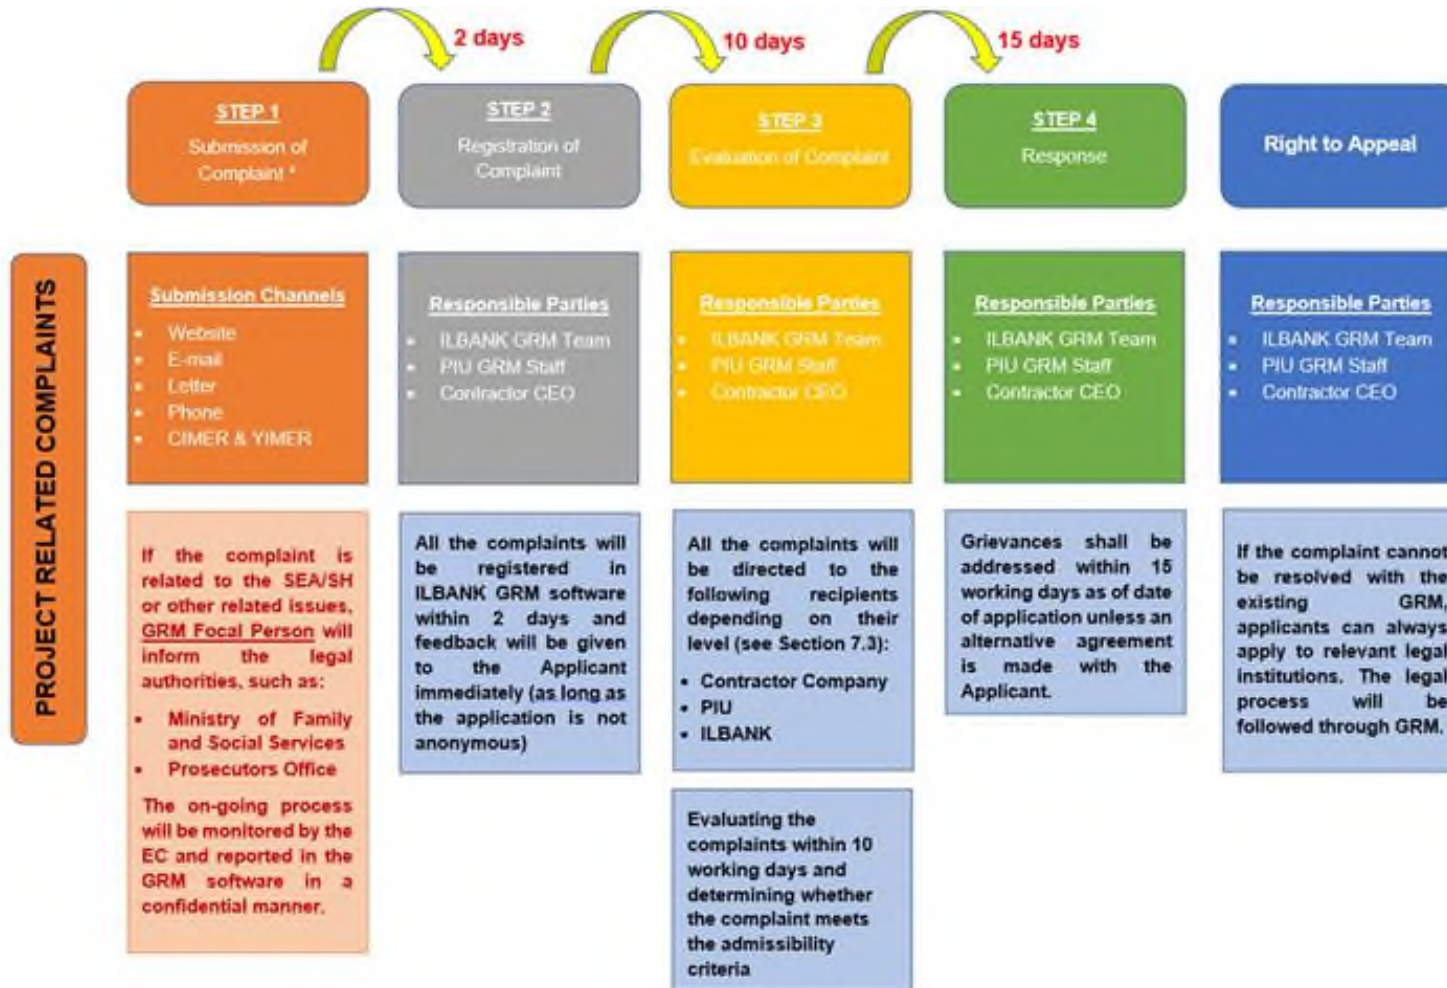 2 days
10 days
15 days
STEP 1
Submission of
Complaint *
STEP 2
Registration of
Complaint
STEP 3
Evaluation of Complaint
STEP 4
Response
Right to Appeal
PROJECT RELATED COMPLAINTS
Submission Channels
• Website
• E-mail
• Letter
• Phone
• CIMER & YIMER
Responsible Parties
• ILBANK GRM Team
• PIU GRM Staff
• Contractor CEO
Responsible Parties
• ILBANK GRM Team
• PIU GRM Staff
• Contractor CEO
Responsible Parties
• ILBANK GRM Team
• PIU GRM Staff
• Contractor CEO
Responsible Parties
• ILBANK GRM Team
• PIU GRM Staff
• Contractor CEO
If the complaint is
related to the SEA/SH
or other related issues,
GRM Focal Person will
inform the legal
authorities, such as:
• Ministry of Family
and Social Services
• Prosecutors Office
The on-going process
will be monitored by the
EC and reported in the
GRM software in a
confidential manner.
All the complaints will
be registered in
ILBANK GRM software
within 2 days and
feedback will be given
to the Applicant
immediately (as long as
the application is not
anonymous)
All the complaints will
be directed to the
following recipients
depending on their
level (see Section 7.3):
• Contractor Company
• PIU
• ILBANK
Evaluating the
complaints within 10
working days and
determining whether
the complaint meets
the admissibility
criteria
Grievances shall be
addressed within 15
working days as of date
of application unless an
alternative agreement
is made with the
Applicant.
If the complaint cannot
be resolved with the
existing GRM,
applicants can always
apply to relevant legal
institutions. The legal
process will be
followed through GRM.